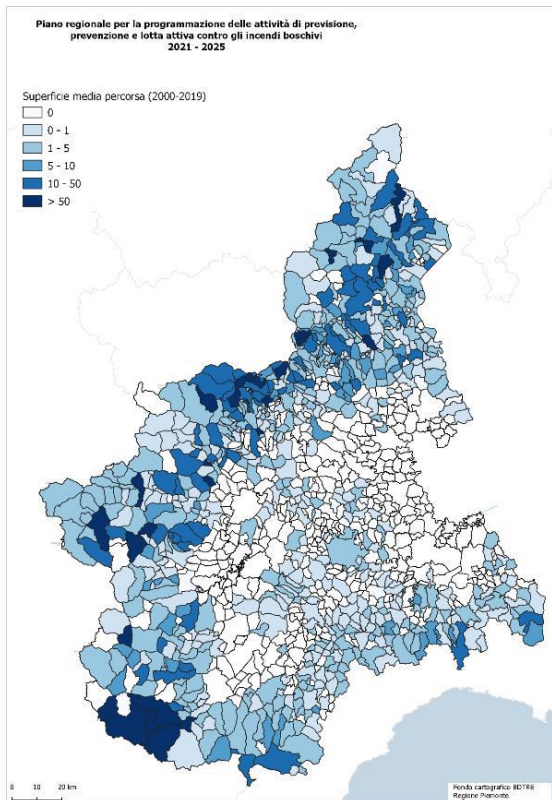 Piano regionale per la programmazione delle attività di previsione,
prevenzione e lotta attiva contro gli incendi boschivi
2021 - 2025
Superficie media percorsa (2000-2019)
0
0 - 1
1 - 5
5 - 10
10 - 50
> 50
0 10 20 km
Fondo cartografico BDTRE
Regione Piemonte